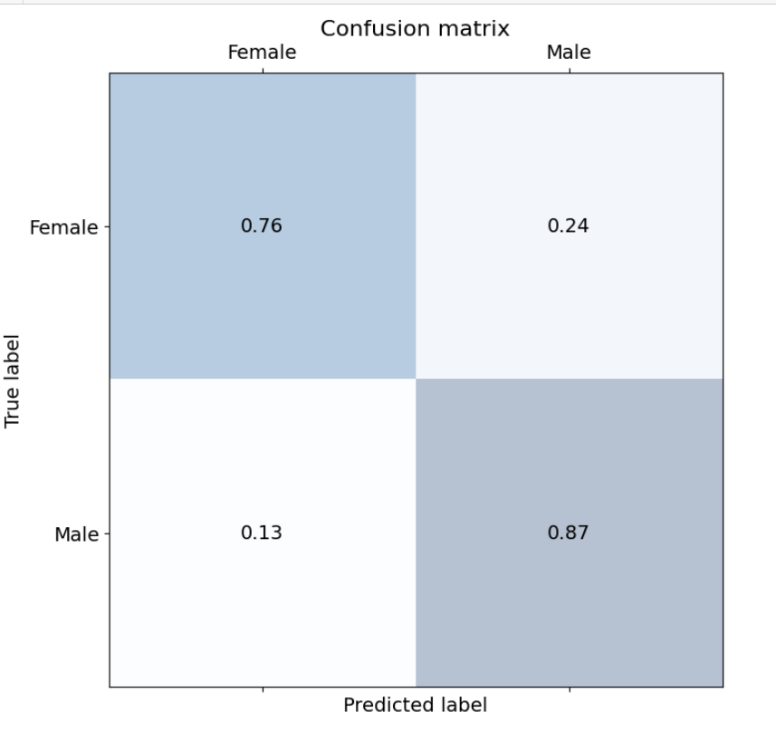 Confusion matrix
Female Male
Female 0.76 0.24
True label
Male 0.13 0.87
Predicted label